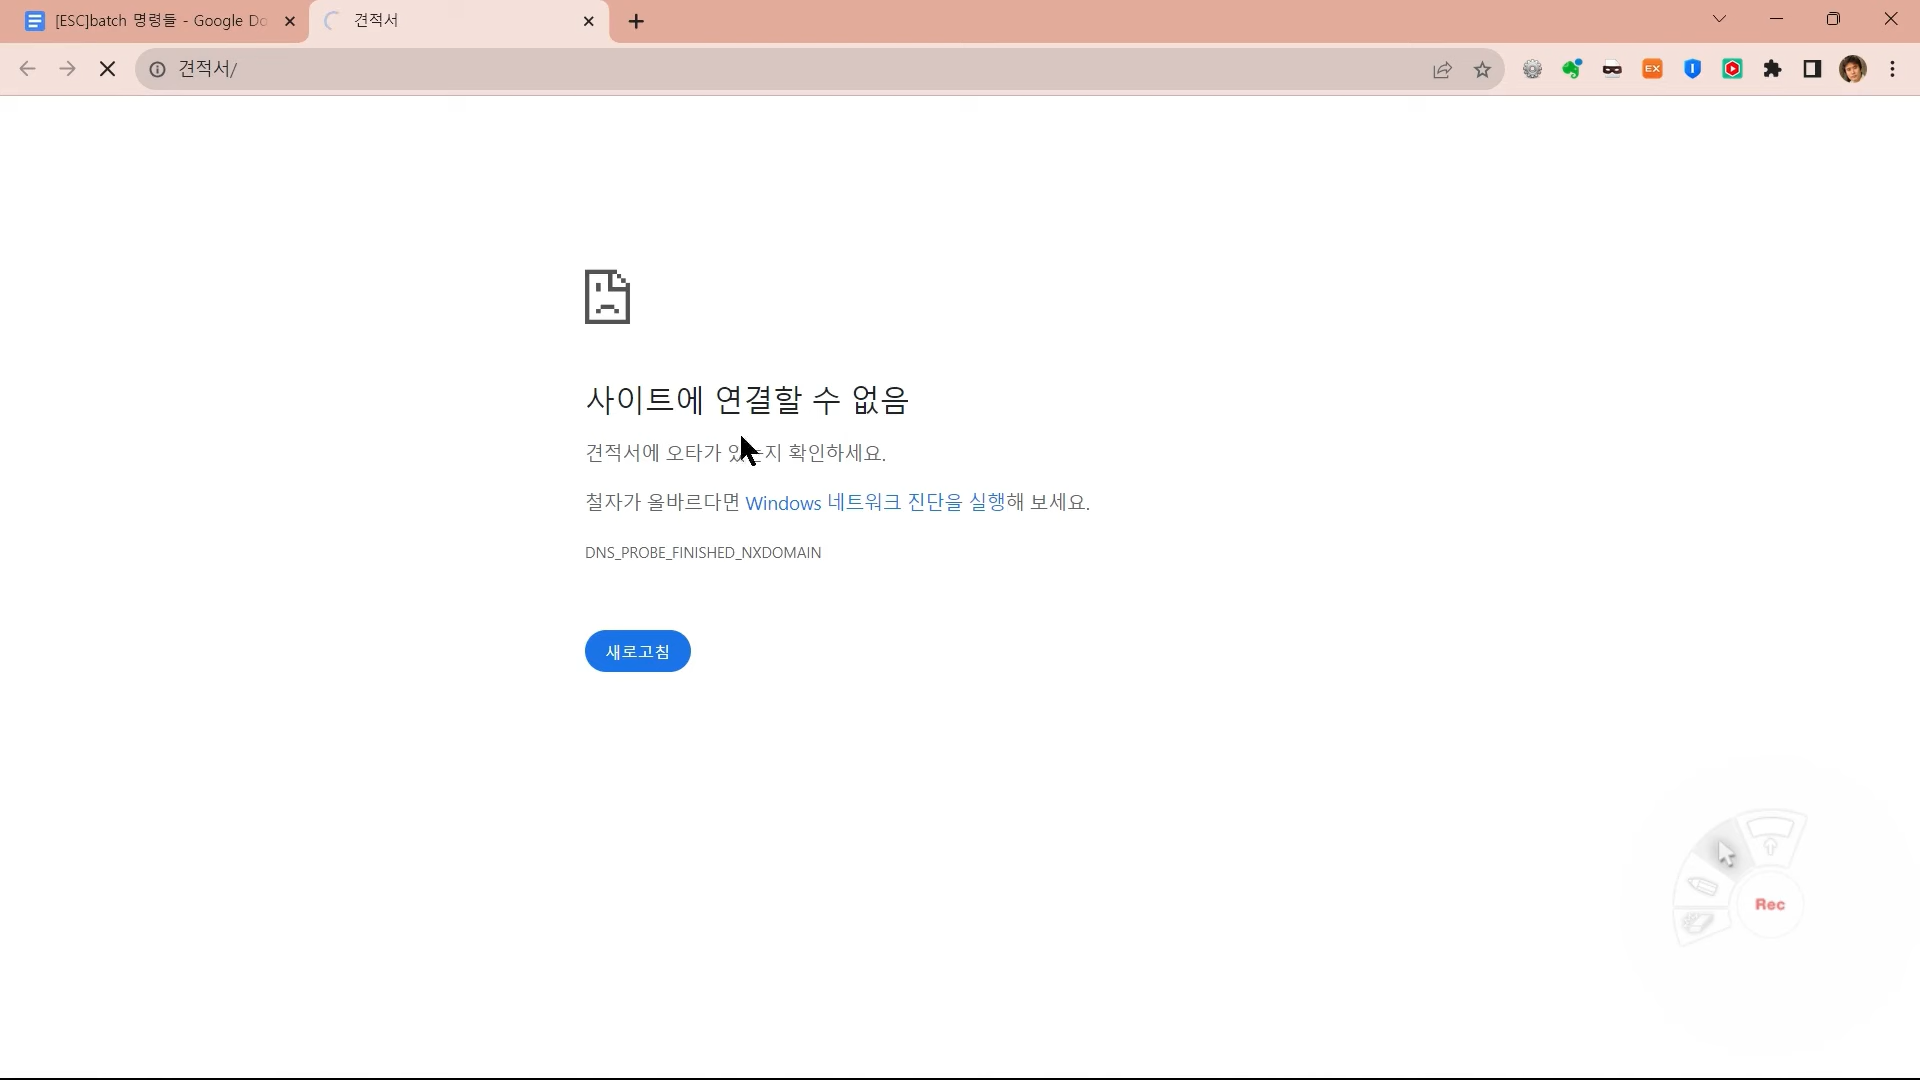 [ESC]batch 명령들 - Google Do
견적서
견적서/
EX
사이트에 연결할 수 없음
견적서에 오타가 있는지 확인하세요.
철자가 올바르다면 Windows 네트워크 진단을 실행해 보세요.
DNS_PROBE_FINISHED_NXDOMAIN
새로고침
Rec